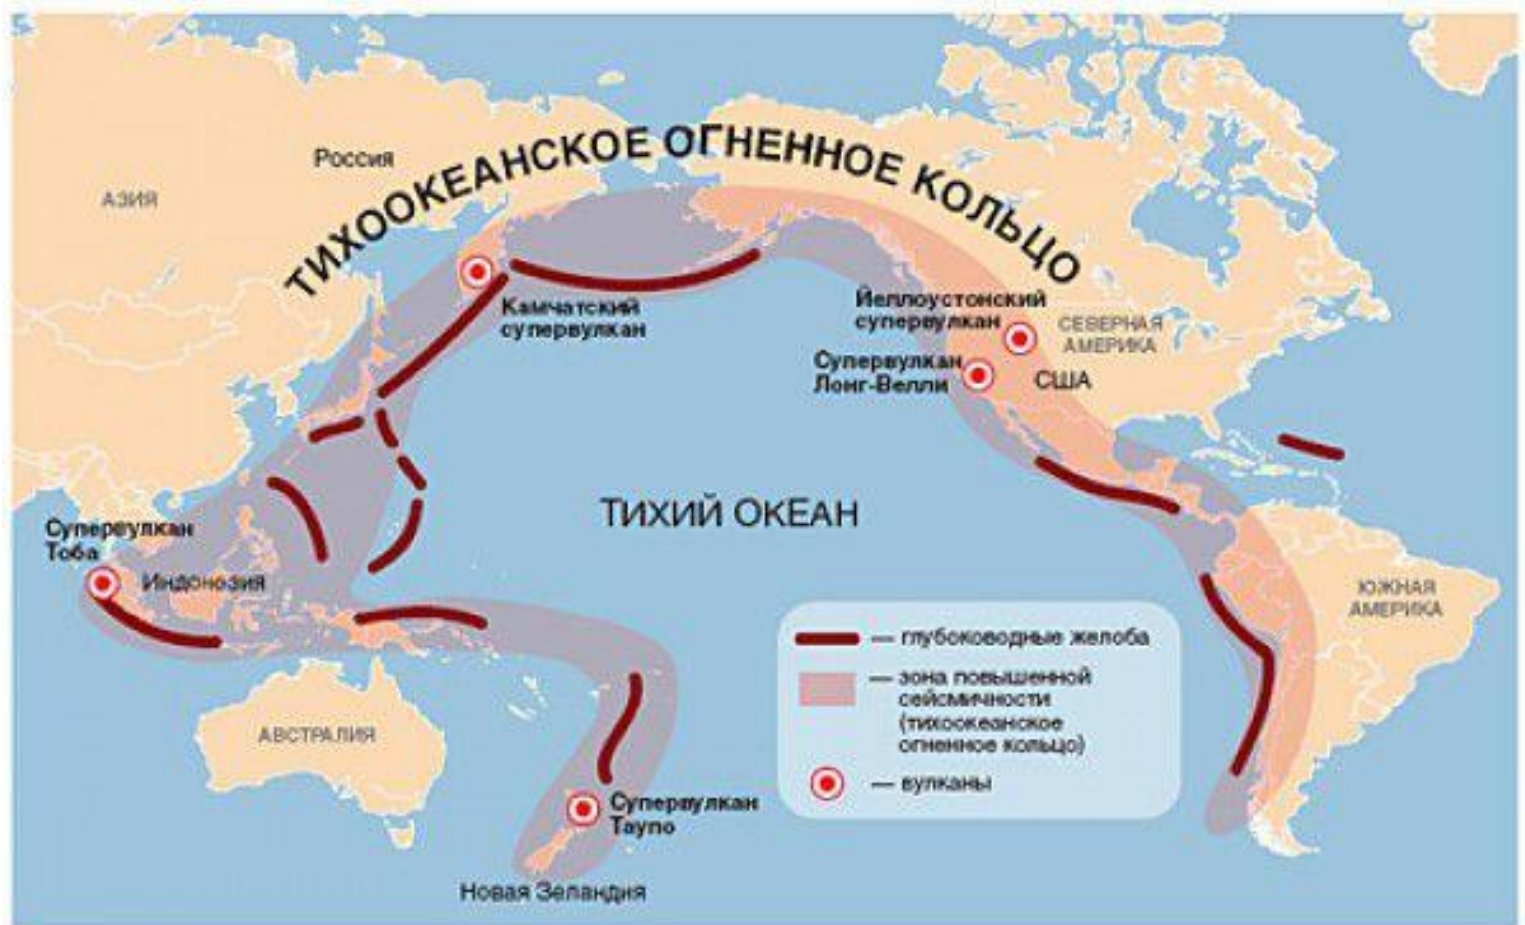 ТИХООКЕАНСКОЕ ОГНЕННОЕ КОЛЬЦО
Россия
АЗИЯ
Камчатский
супервулкан
Йеллоустонский
супервулкан
СЕВЕРНАЯ
АМЕРИКА
Супервулкан
Лонг-Велли
США
ТИХИЙ ОКЕАН
Супервулкан
Тоба
Индонозия
ЮЖНАЯ
АМЕРИКА
— глубоководные желоба
— зона повышенной
сейсмичности
(тихоокеанское
огненное кольцо)
— вулканы
АВСТРАЛИЯ
Супервулкан
Таупо
Новая Зеландия